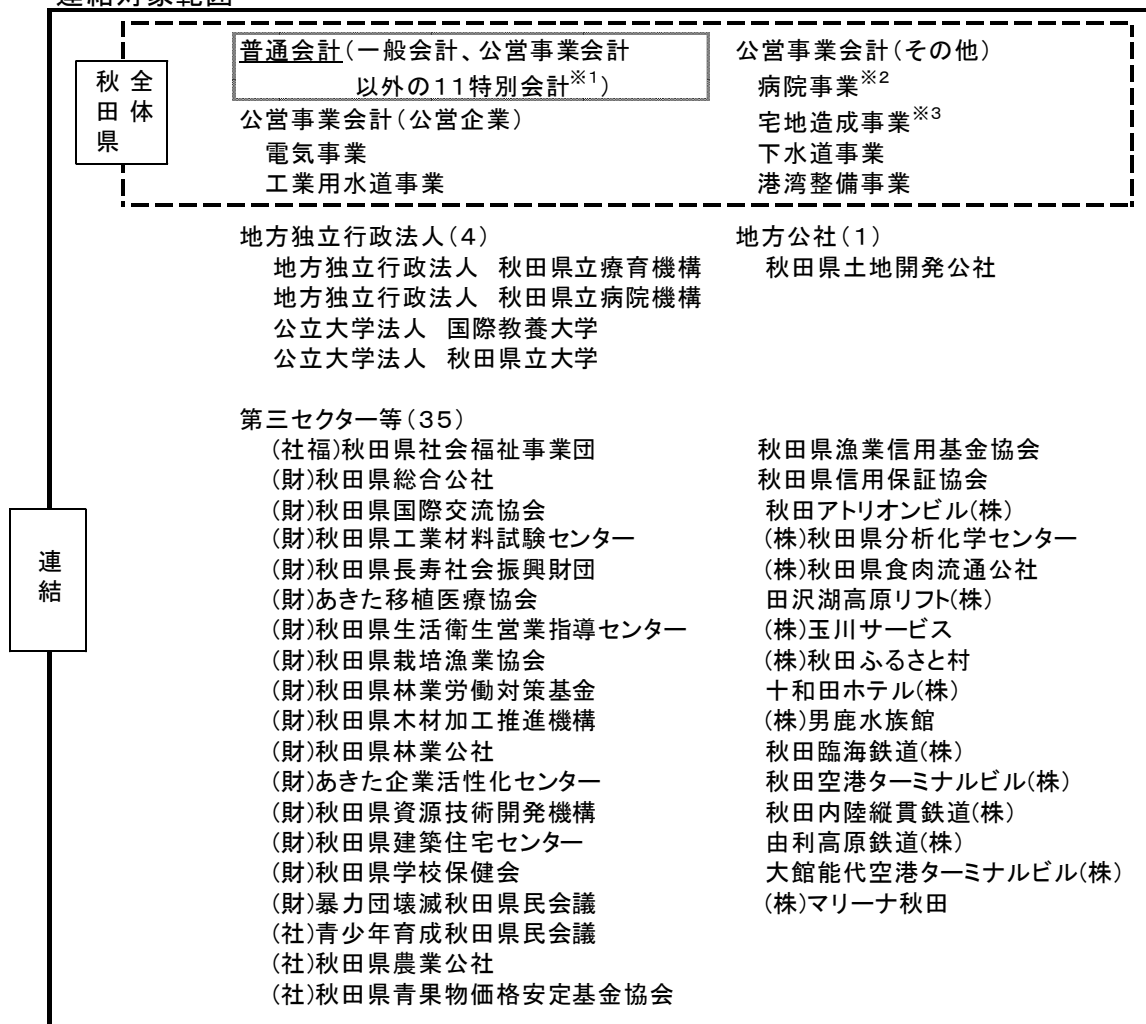 普通会計(一般会計、公営事業会計
以外の11特別会計※1)
公営事業会計(公営企業)
電気事業
工業用水道事業
公営事業会計(その他)
病院事業※2
宅地造成事業※3
下水道事業
港湾整備事業
秋田県
全体
地方独立行政法人(4)
地方独立行政法人 秋田県立療育機構
地方独立行政法人 秋田県立病院機構
公立大学法人 国際教養大学
公立大学法人 秋田県立大学
地方公社(1)
秋田県土地開発公社
連結
第三セクター等(35)
(社福)秋田県社会福祉事業団
(財)秋田県総合公社
(財)秋田県国際交流協会
(財)秋田県工業材料試験センター
(財)秋田県長寿社会振興財団
(財)あきた移植医療協会
(財)秋田県生活衛生営業指導センター
(財)秋田県栽培漁業協会
(財)秋田県林業労働対策基金
(財)秋田県木材加工推進機構
(財)秋田県林業公社
(財)あきた企業活性化センター
(財)秋田県資源技術開発機構
(財)秋田県建築住宅センター
(財)秋田県学校保健会
(財)暴力団壊滅秋田県民会議
(社)青少年育成秋田県民会議
(社)秋田県農業公社
(社)秋田県青果物価格安定基金協会
秋田県漁業信用基金協会
秋田県信用保証協会
秋田アトリオンビル(株)
(株)秋田県分析化学センター
(株)秋田県食肉流通公社
田沢湖高原リフト(株)
(株)玉川サービス
(株)秋田ふるさと村
十和田ホテル(株)
(株)男鹿水族館
秋田臨海鉄道(株)
秋田空港ターミナルビル(株)
秋田内陸縦貫鉄道(株)
由利高原鉄道(株)
大館能代空港ターミナルビル(株)
(株)マリーナ秋田